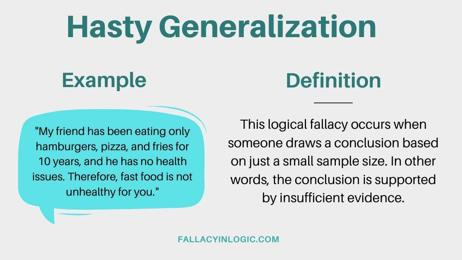 Hasty Generalization
Example
"My friend has been eating only
hamburgers, pizza, and fries for
10 years, and he has no health
issues. Therefore, fast food is not
unhealthy for you."
Definition
This logical fallacy occurs when
someone draws a conclusion based
on just a small sample size. In other
words, the conclusion is supported
by insufficient evidence.
FALLACYINLOGIC.COM